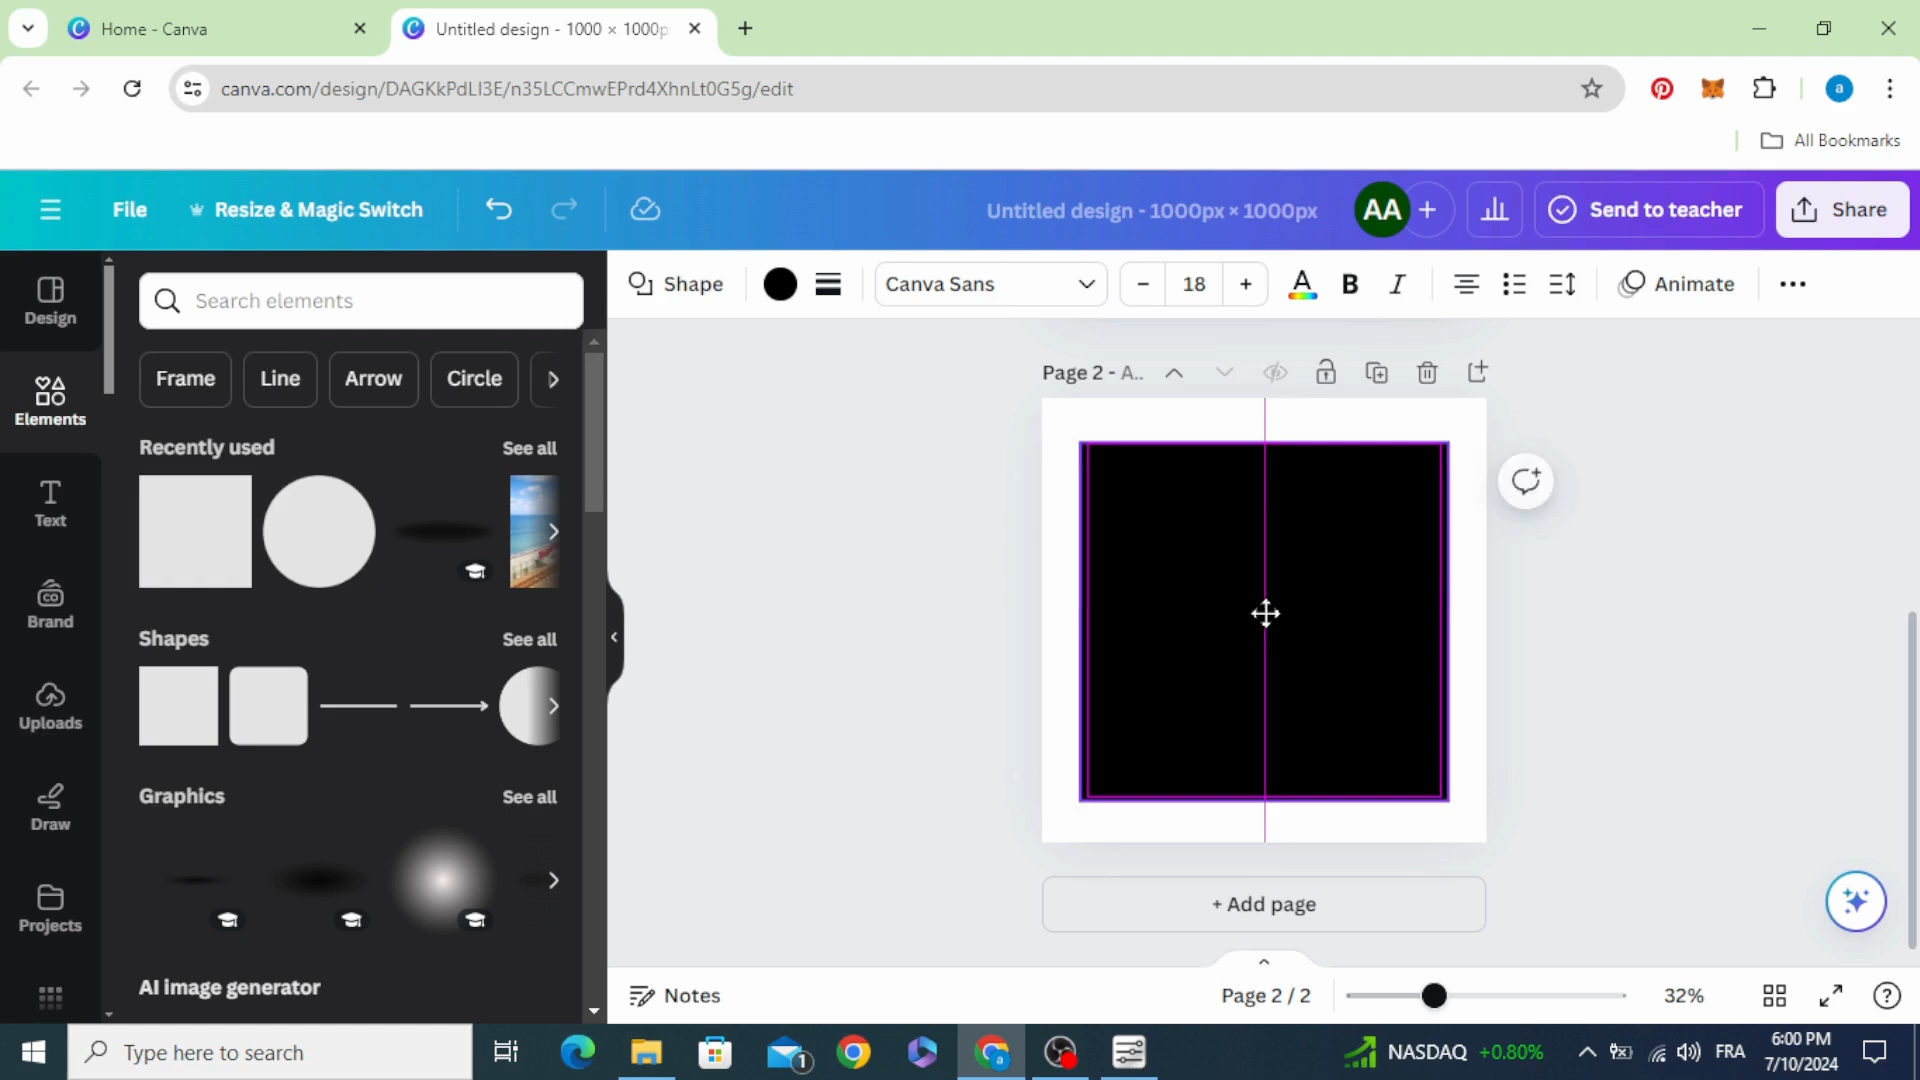 Home - Canva
Untitled design - 1000 × 1000p
canva.com/design/DAGKkPdLI3E/n35LCCmwEPrd4XhnLt0G5g/edit
a
All Bookmarks
File
Resize & Magic Switch
Untitled design - 1000px × 1000px
AA
Send to teacher
Share
Design
Elements
Text
Brand
Uploads
Draw
Projects
Search elements
Frame
Line
Arrow
Circle
Recently used
See all
Shapes
See all
Graphics
See all
AI image generator
Shape
Canva Sans
18
A
B
I
Animate
Page 2 - A..
+ Add page
Notes
Page 2 / 2
32%
Type here to search
1
a
NASDAQ +0.80%
FRA
6:00 PM
7/10/2024